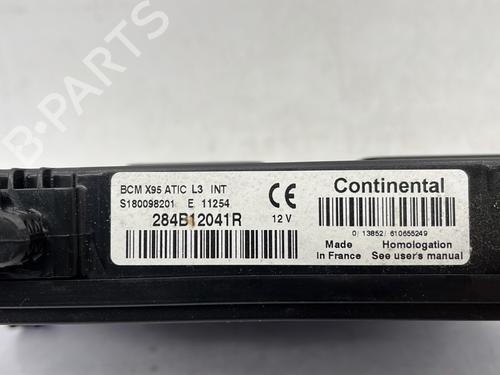 B-PARTS
BCM X95 ATIC L3 INT
S180098201 E 11254
284B12041R
CE
12 V
Continental
0/13852/610655249
Made in France
Homologation See user's manual